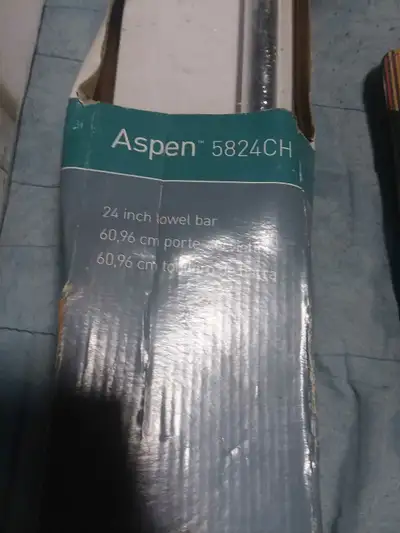 Aspen™ 5824CH
24 inch towel bar
60,96 cm porte
60,96 cm